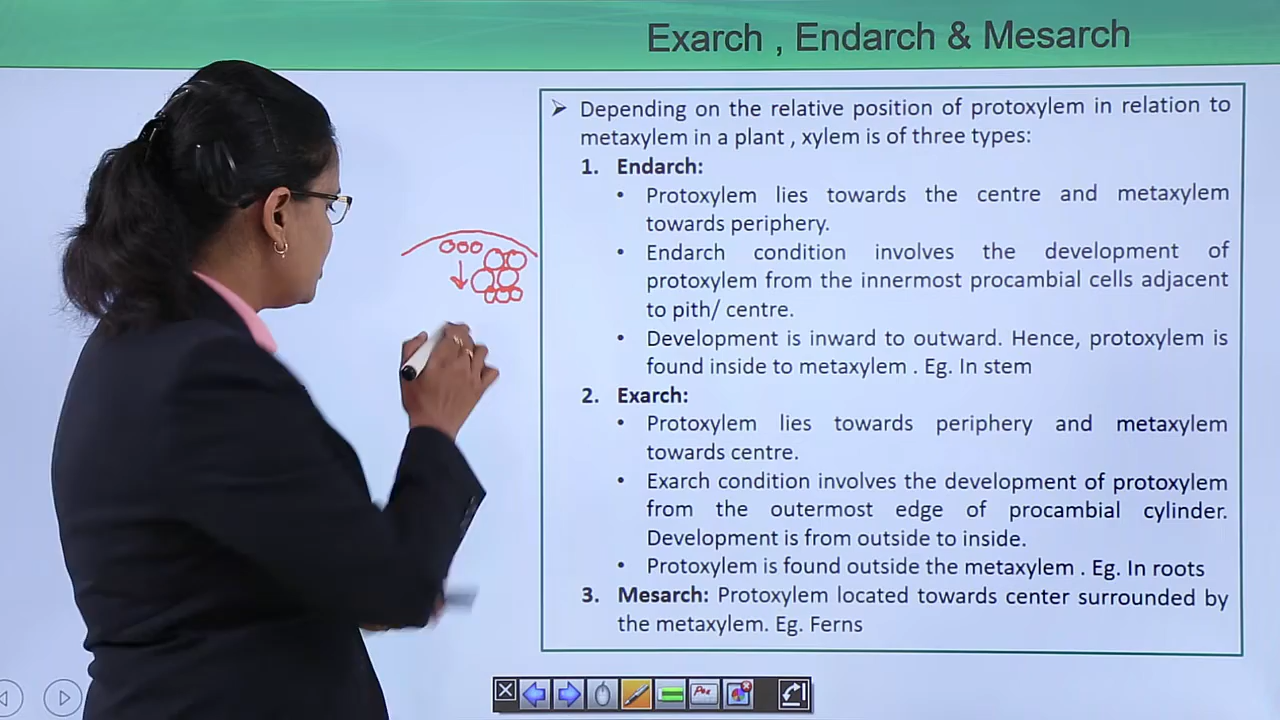 Exarch , Endarch & Mesarch
➢ Depending on the relative position of protoxylem in relation to
metaxylem in a plant , xylem is of three types:
1. Endarch:
• Protoxylem lies towards the centre and metaxylem
towards periphery.
• Endarch condition involves the development of
protoxylem from the innermost procambial cells adjacent
to pith/ centre.
• Development is inward to outward. Hence, protoxylem is
found inside to metaxylem . Eg. In stem
2. Exarch:
• Protoxylem lies towards periphery and metaxylem
towards centre.
• Exarch condition involves the development of protoxylem
from the outermost edge of procambial cylinder.
Development is from outside to inside.
• Protoxylem is found outside the metaxylem . Eg. In roots
3. Mesarch: Protoxylem located towards center surrounded by
the metaxylem. Eg. Ferns